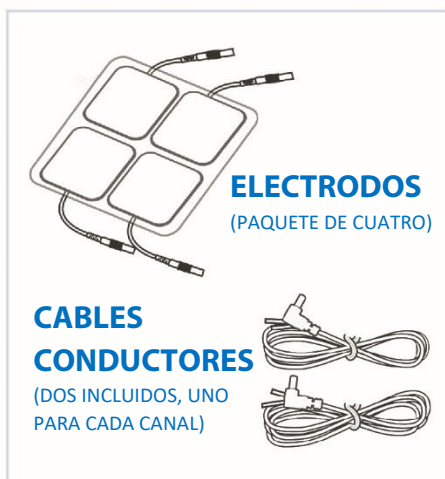 ELECTRODOS
(PAQUETE DE CUATRO)
CABLES
CONDUCTORES
(DOS INCLUIDOS, UNO
PARA CADA CANAL)